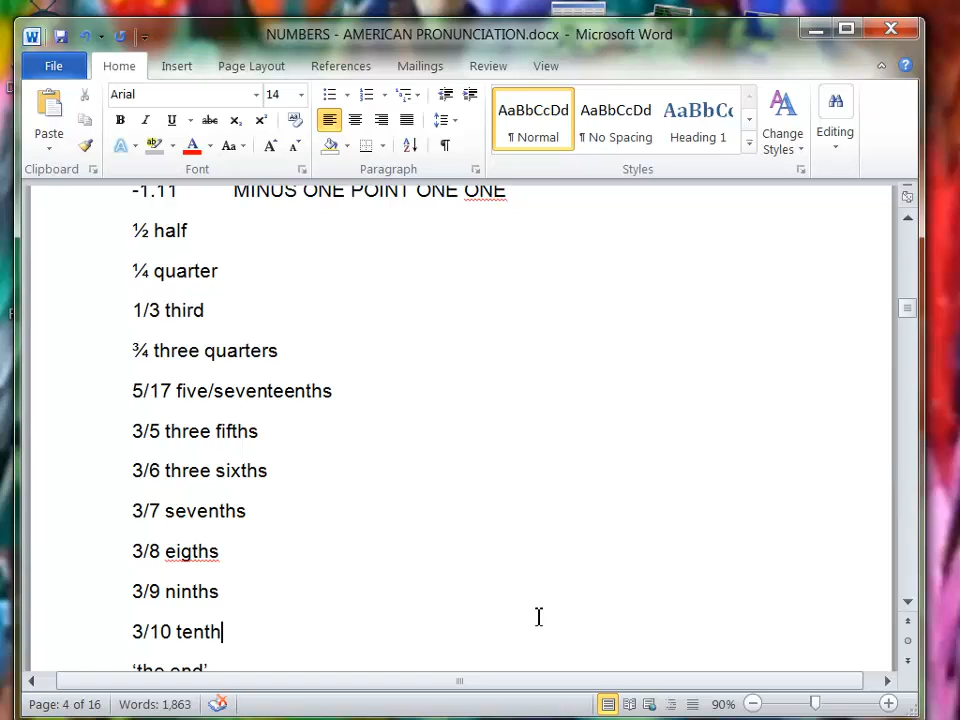 NUMBERS - AMERICAN PRONUNCIATION.docx - Microsoft Word
File Home Insert Page Layout References Mailings Review View
Arial 14
Paste
AaBbCcDd AaBbCcDd AaBbCc
¶ Normal ¶ No Spacing Heading 1
Change Styles
Editing
Clipboard Font Paragraph Styles
-1.11 MINUS ONE POINT ONE ONE
½ half
¼ quarter
1/3 third
¾ three quarters
5/17 five/seventeenths
3/5 three fifths
3/6 three sixths
3/7 sevenths
3/8 eigths
3/9 ninths
3/10 tenth
‘the end’
Page: 4 of 16 Words: 1,863 90%